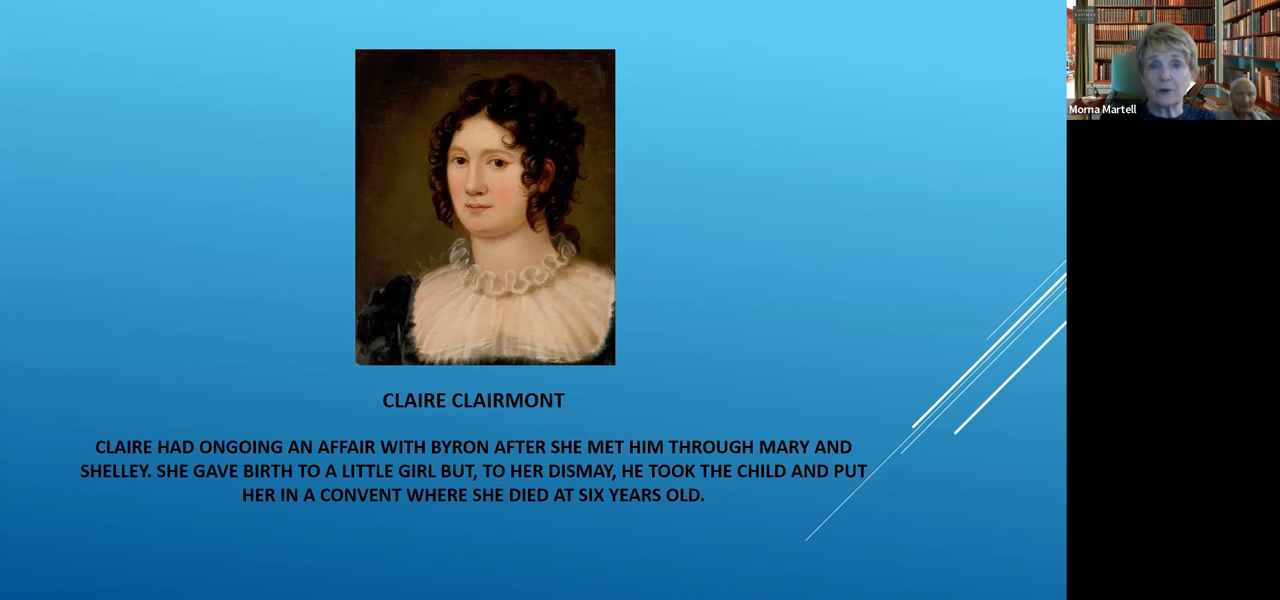 CLAIRE CLAIRMONT
CLAIRE HAD ONGOING AN AFFAIR WITH BYRON AFTER SHE MET HIM THROUGH MARY AND
SHELLEY. SHE GAVE BIRTH TO A LITTLE GIRL BUT, TO HER DISMAY, HE TOOK THE CHILD AND PUT
HER IN A CONVENT WHERE SHE DIED AT SIX YEARS OLD.
Morna Martell